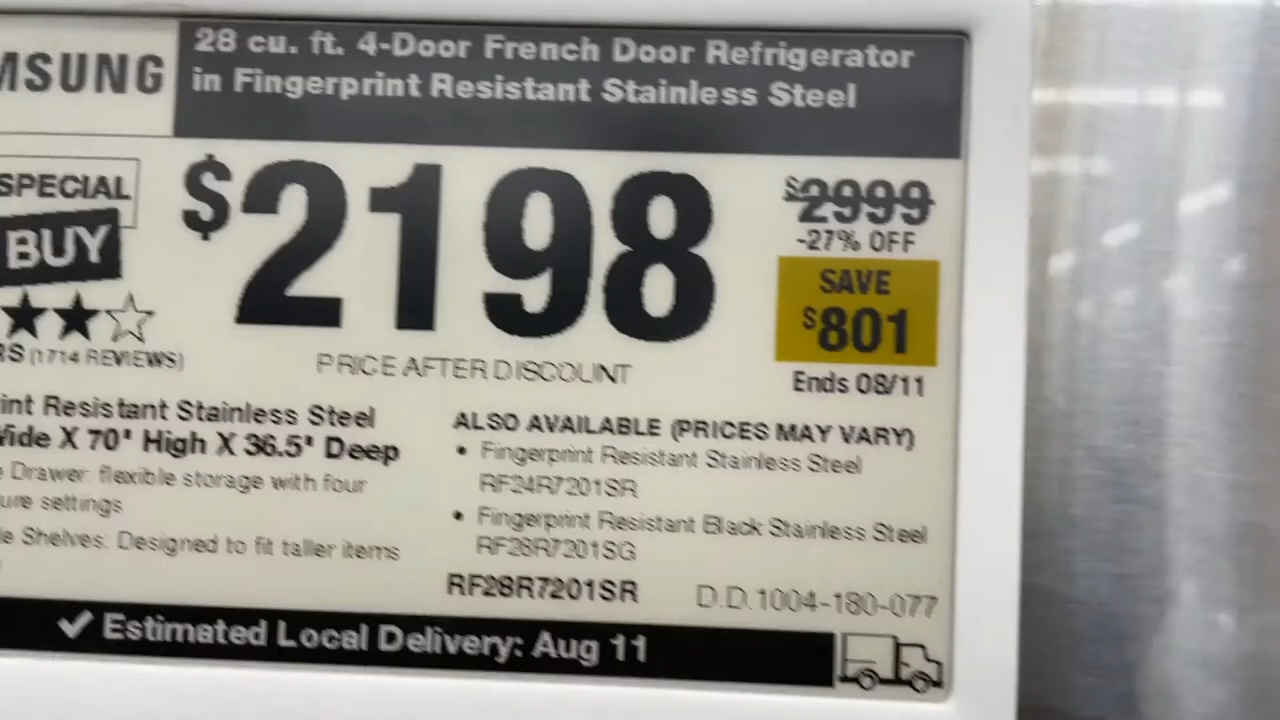 MSUNG
28 cu. ft. 4-Door French Door Refrigerator
in Fingerprint Resistant Stainless Steel
SPECIAL
BUY
$2198
PRICE AFTER DISCOUNT
$2999
-27% OFF
SAVE
$801
Ends 08/11
RS (1714 REVIEWS)
int Resistant Stainless Steel
Wide X 70" High X 36.5" Deep
e Drawer: flexible storage with four
ure settings
le Shelves: Designed to fit taller items
ALSO AVAILABLE (PRICES MAY VARY)
• Fingerprint Resistant Stainless Steel
RF24R7201SR
• Fingerprint Resistant Black Stainless Steel
RF28R7201SG
RF28R7201SR D.D.1004-180-077
✓ Estimated Local Delivery: Aug 11